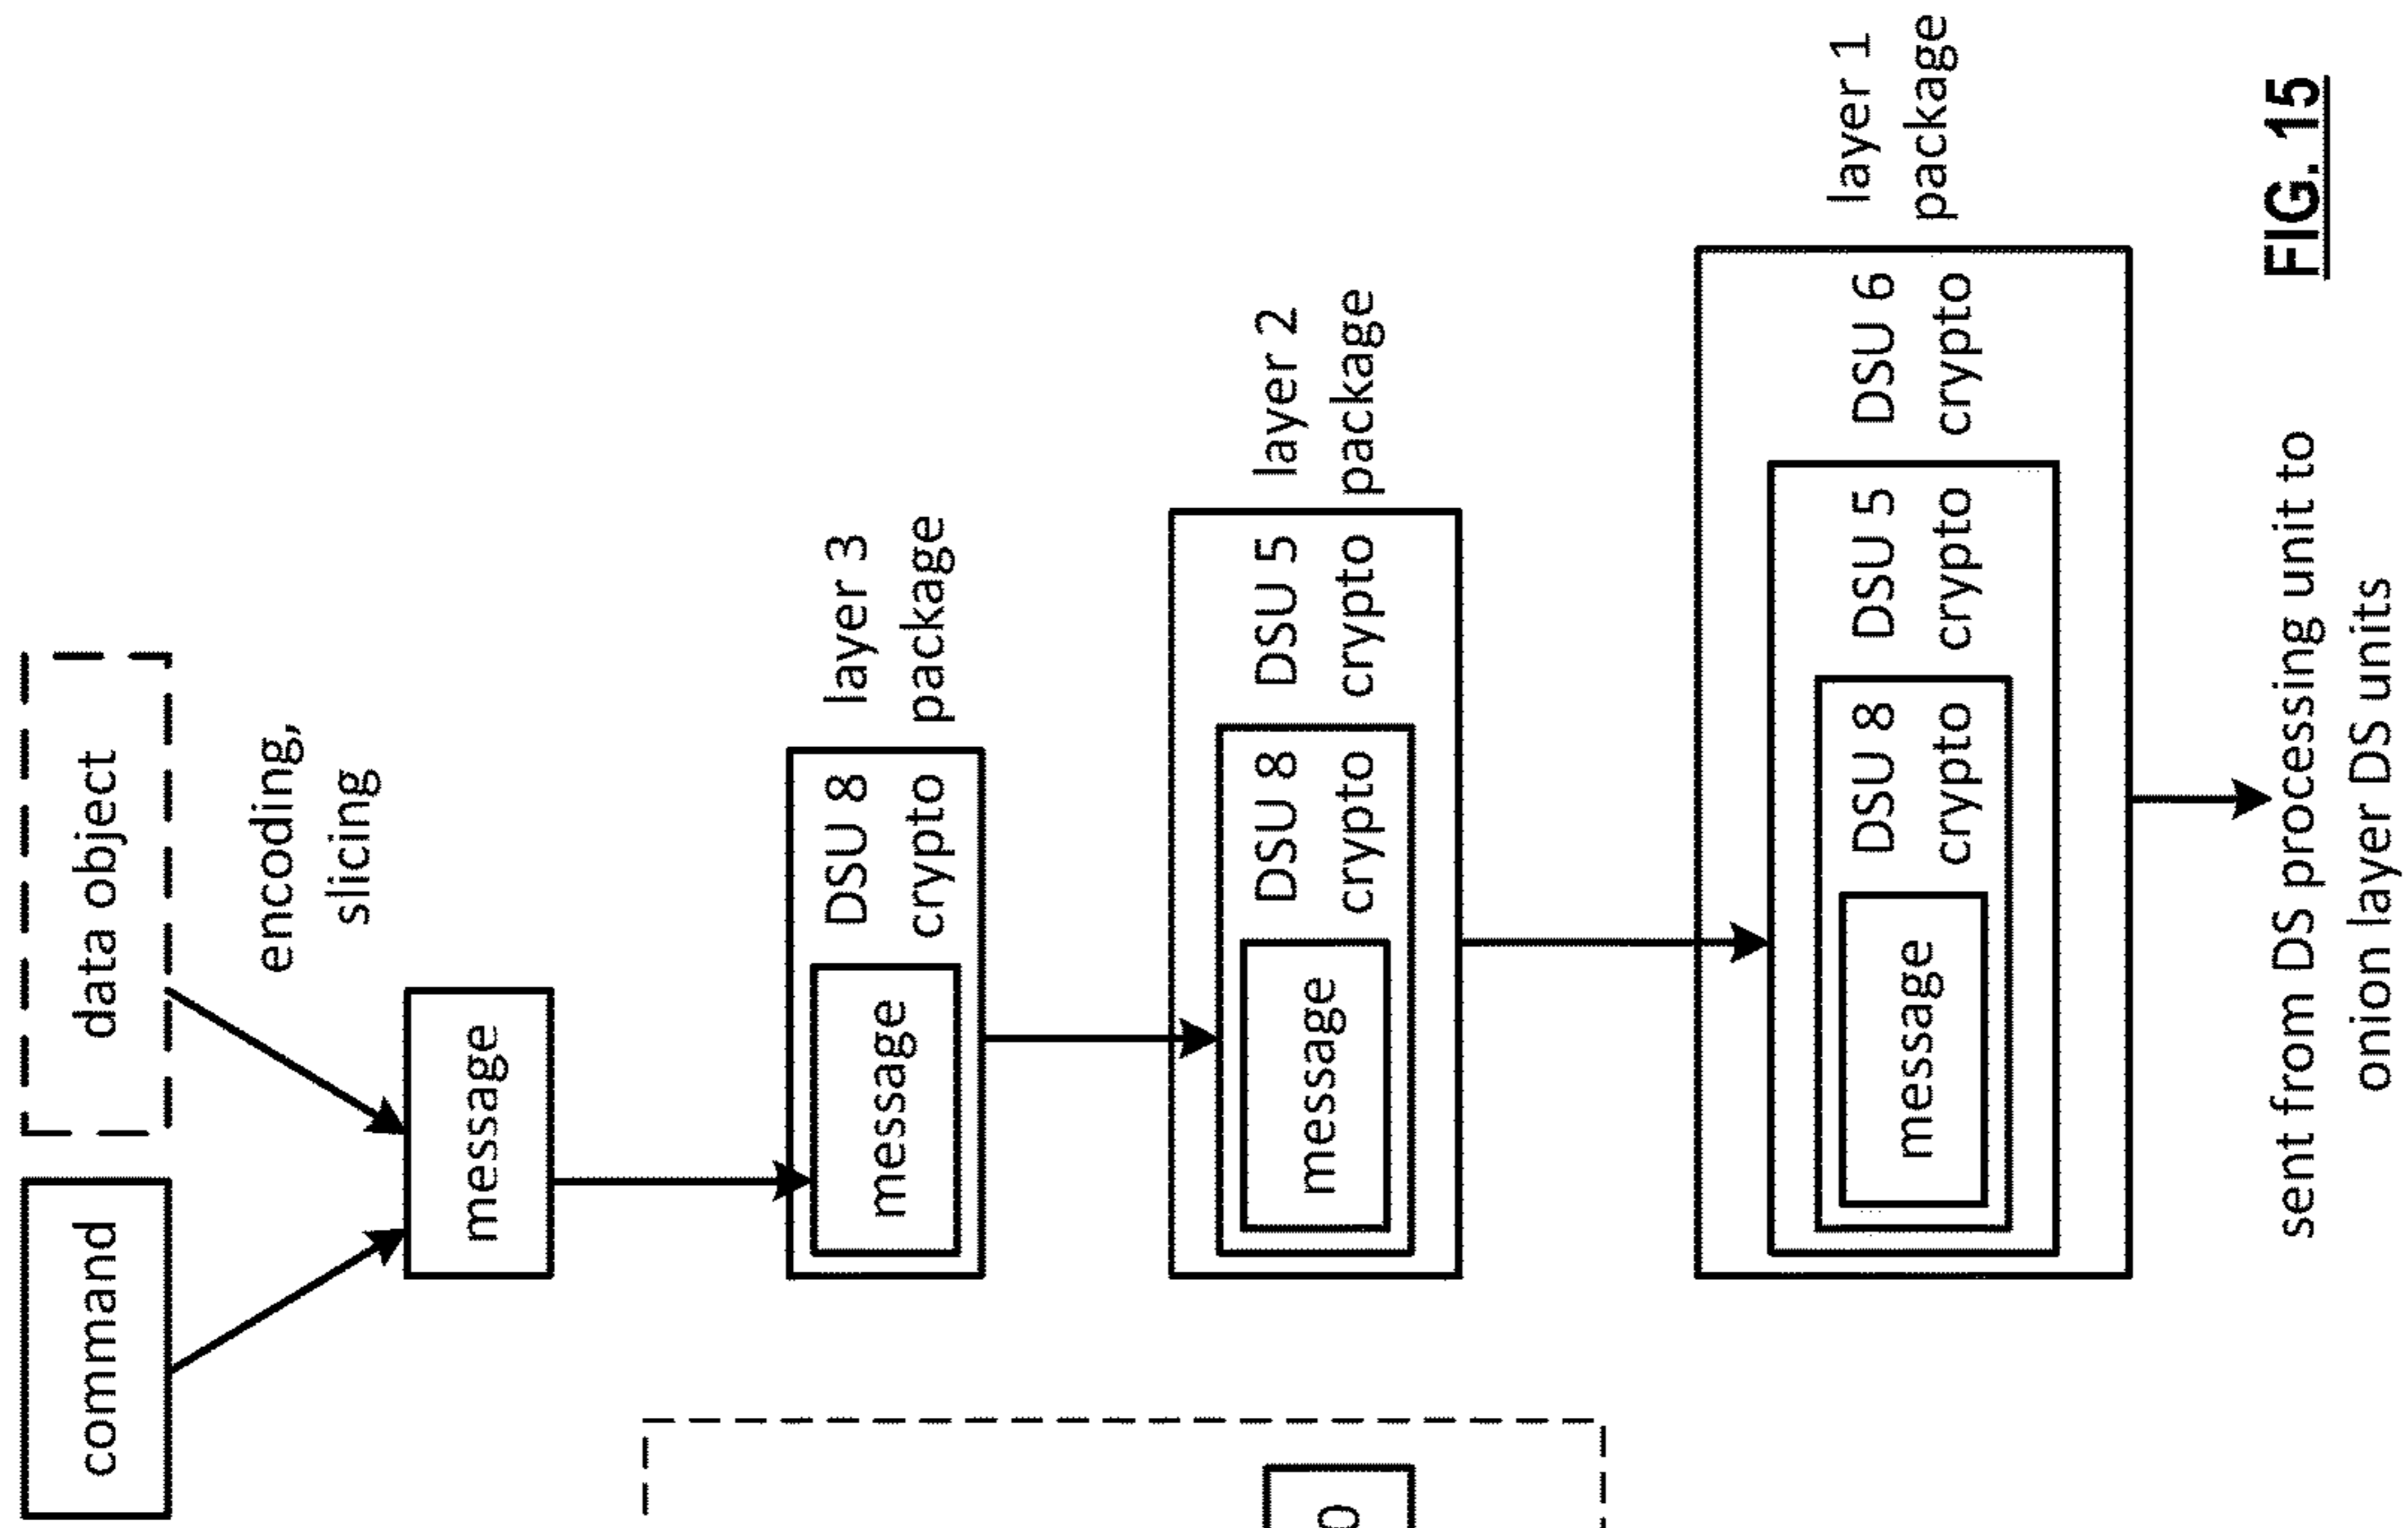 command
data object
encoding,
slicing
message
layer 3
package
message
DSU 8
crypto
layer 2
package
message
DSU 8
crypto
DSU 5
crypto
layer 1
package
message
DSU 8
crypto
DSU 5
crypto
DSU 6
crypto
sent from DS processing unit to
onion layer DS units
FIG. 15
0